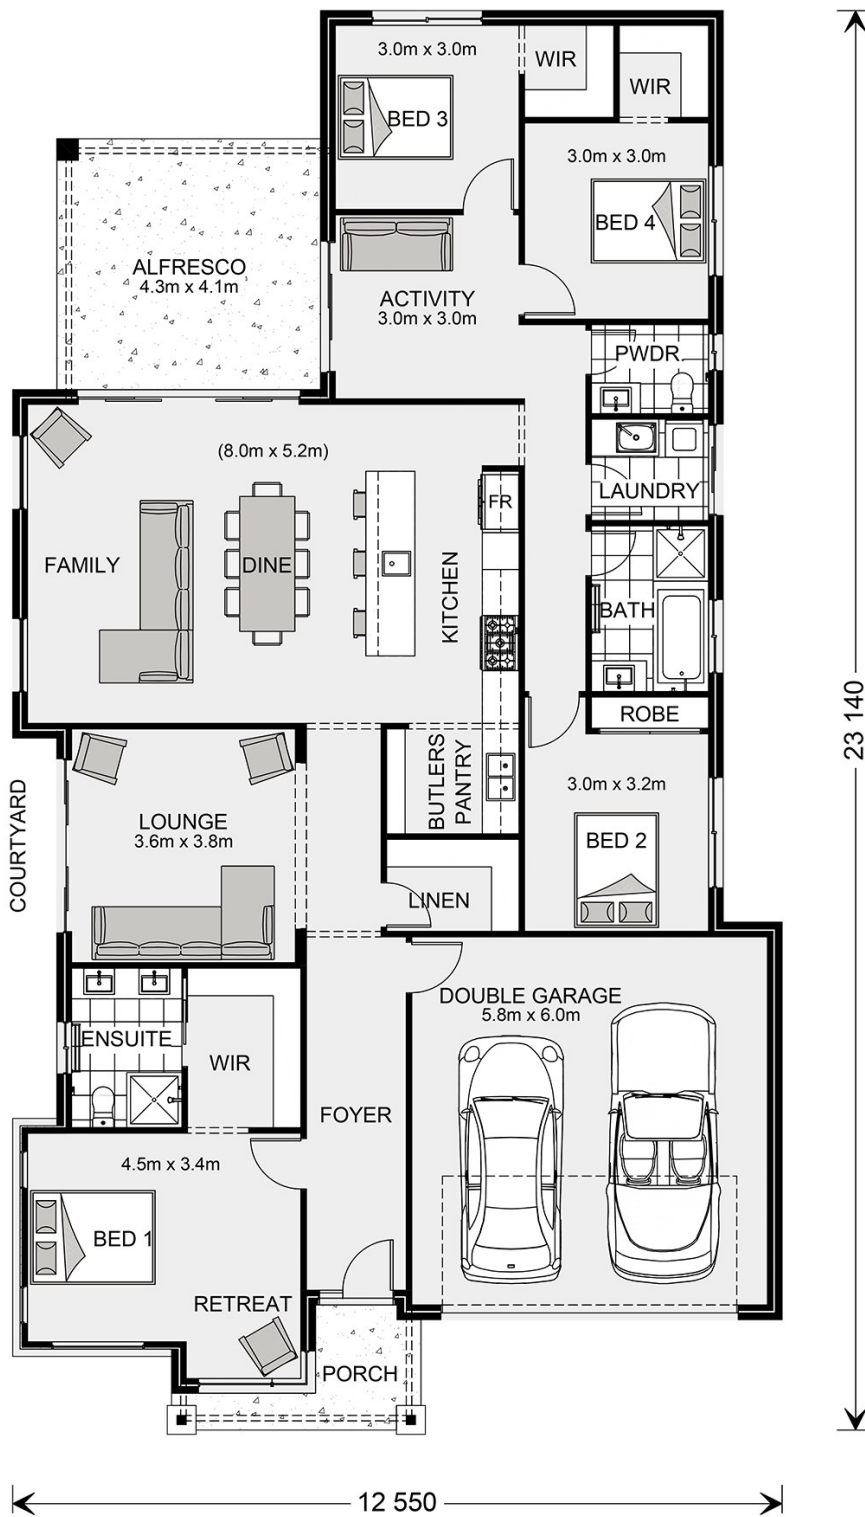 3.0m x 3.0m
BED 3
WIR
WIR
3.0m x 3.0m
BED 4
ALFRESCO
4.3m x 4.1m
ACTIVITY
3.0m x 3.0m
PWDR
LAUNDRY
(8.0m x 5.2m)
FR
FAMILY
DINE
KITCHEN
BATH
ROBE
BUTLERS
PANTRY
3.0m x 3.2m
BED 2
COURTYARD
LOUNGE
3.6m x 3.8m
LINEN
DOUBLE GARAGE
5.8m x 6.0m
ENSUITE
WIR
FOYER
4.5m x 3.4m
BED 1
RETREAT
PORCH
23 140
12 550